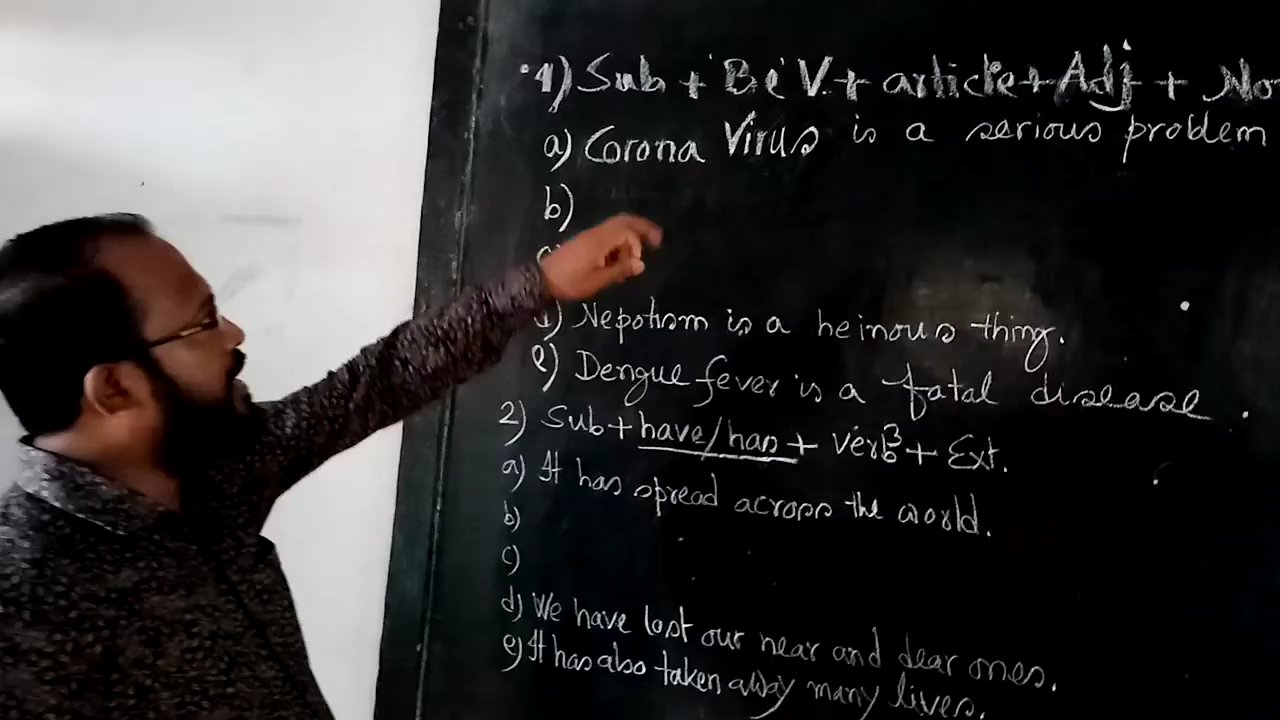 1) Sub + Be V. + article + Adj + No
a) Corona Virus is a serious problem
b)
d) Nepotism is a heinous thing.
e) Dengue fever is a fatal disease.
2) Sub + have/has + Verb3 + Ext.
a) It has spread across the world.
b)
c)
d) We have lost our near and dear ones.
e) It has also taken away many lives.